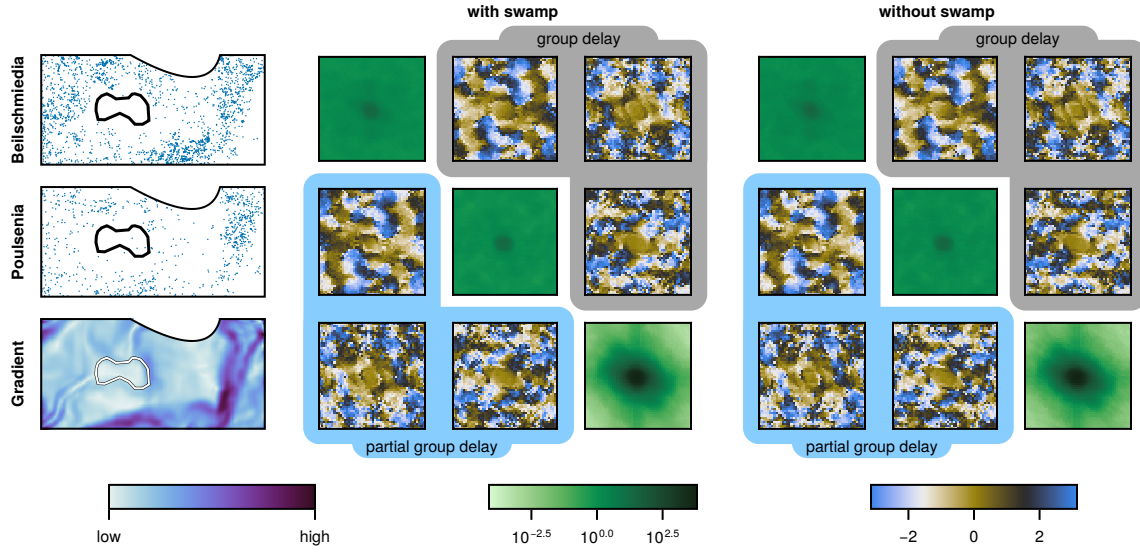 with swamp
without swamp
group delay
group delay
Beilschmiedia
Poulsenia
Gradient
partial group delay
partial group delay
low
high
10^−2.5
10^0.0
10^2.5
−2
0
2